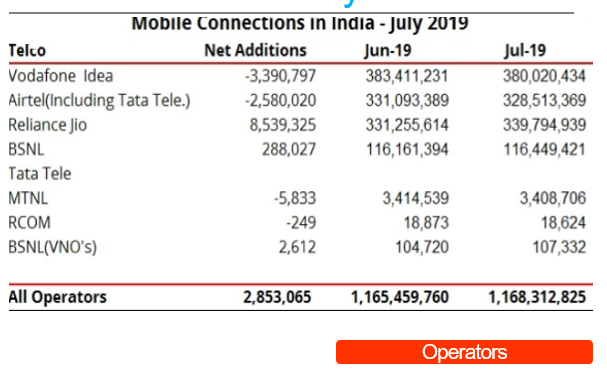 Mobile Connections in India - July 2019
Telco Net Additions Jun-19 Jul-19
Vodafone Idea -3,390,797 383,411,231 380,020,434
Airtel(Including Tata Tele.) -2,580,020 331,093,389 328,513,369
Reliance Jio 8,539,325 331,255,614 339,794,939
BSNL 288,027 116,161,394 116,449,421
Tata Tele
MTNL -5,833 3,414,539 3,408,706
RCOM -249 18,873 18,624
BSNL(VNO's) 2,612 104,720 107,332
All Operators 2,853,065 1,165,459,760 1,168,312,825
Operators